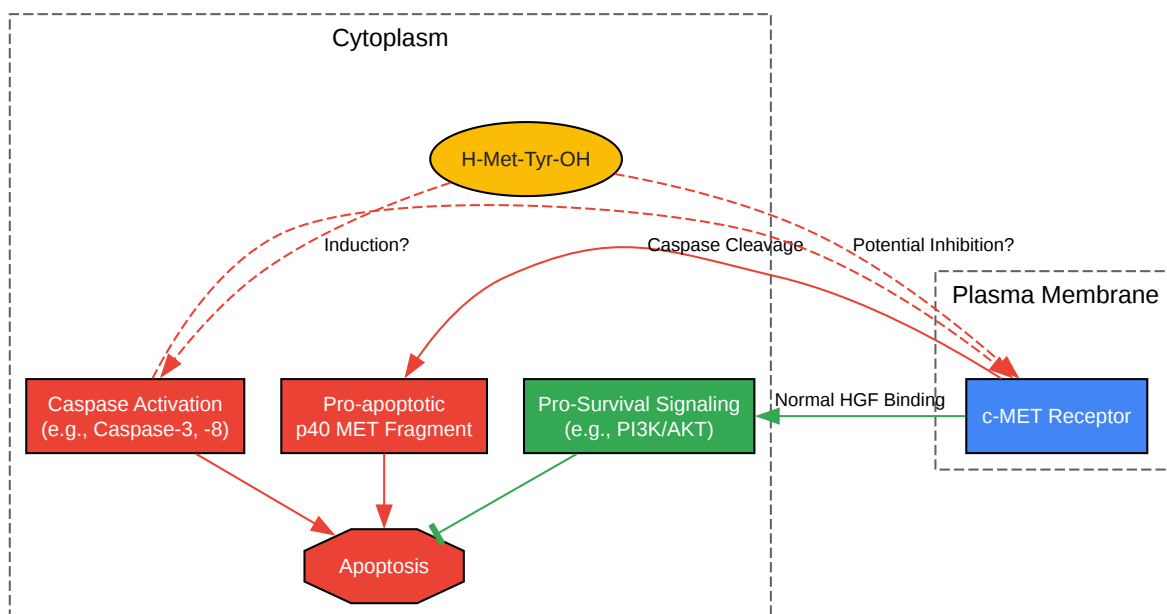 Cytoplasm
H-Met-Tyr-OH
Induction?
Caspase Cleavage
Potential Inhibition?
Plasma Membrane
Caspase Activation
(e.g., Caspase-3, -8)
Pro-apoptotic
p40 MET Fragment
Pro-Survival Signaling
(e.g., PI3K/AKT)
Normal HGF Binding
c-MET Receptor
Apoptosis